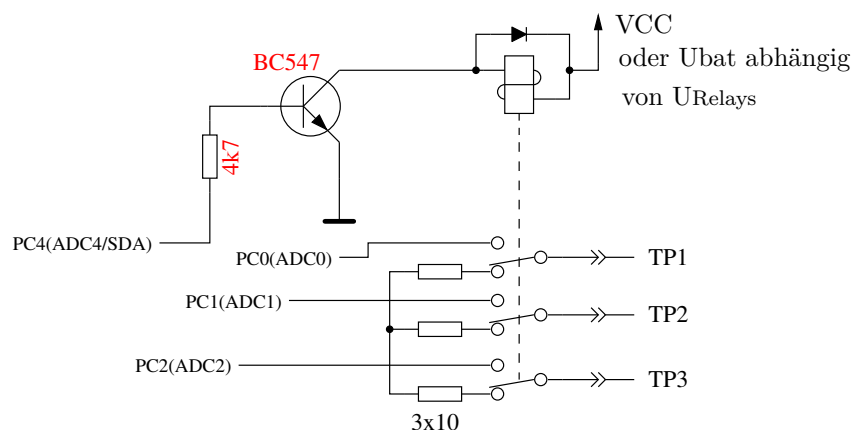 VCC
oder Ubat abhängig
von URelays
BC547
4k7
PC4(ADC4/SDA)
PC0(ADC0)
TP1
PC1(ADC1)
TP2
PC2(ADC2)
TP3
3x10